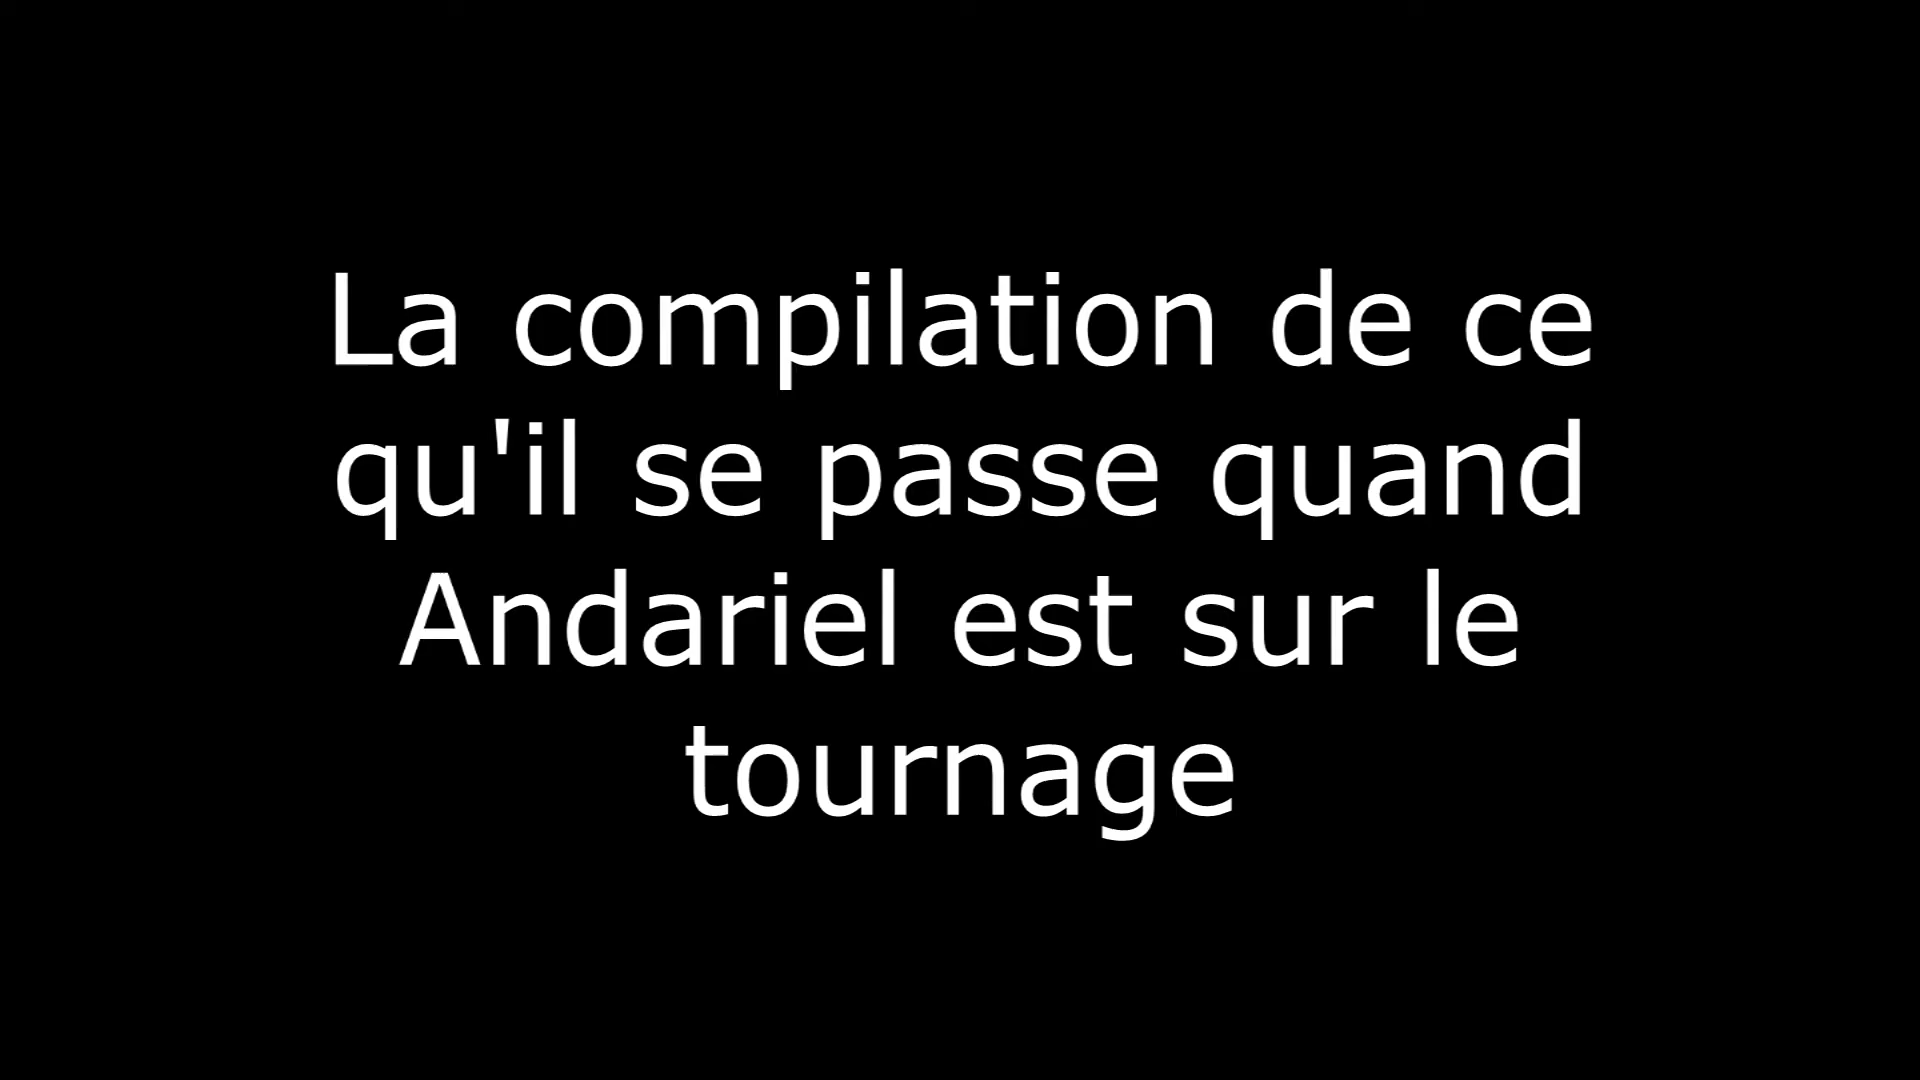 La compilation de ce
qu'il se passe quand
Andariel est sur le
tournage